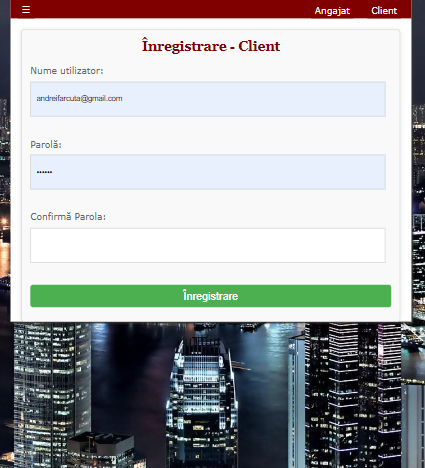 ☰ Angajat Client
Înregistrare - Client
Nume utilizator:
andreifarcuta@gmail.com
Parolă:
••••••
Confirmă Parola:
Înregistrare